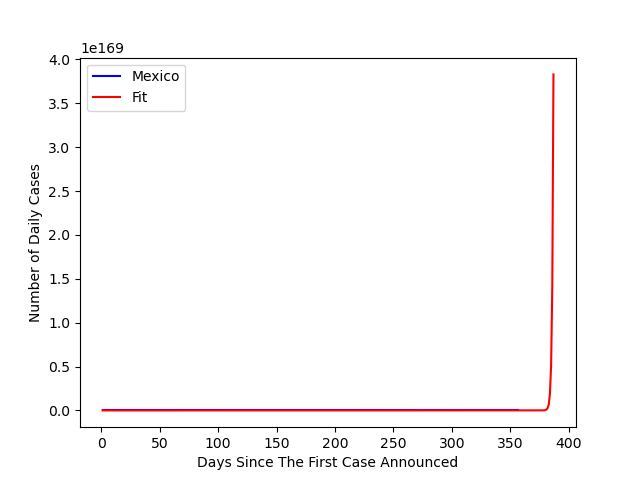 1e169
4.0
3.5
3.0
2.5
2.0
1.5
1.0
0.5
0.0
Mexico
Fit
Number of Daily Cases
0 50 100 150 200 250 300 350 400
Days Since The First Case Announced